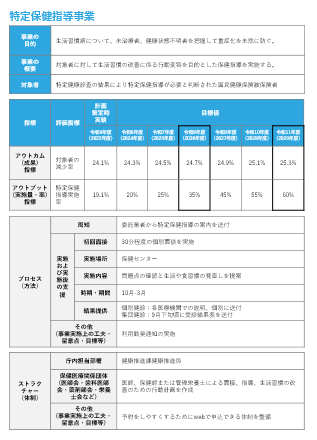 特定保健指導事業
事業の
目的
生活習慣病について、未治療者、健康状態不明者を把握して重症化を未然に防ぐ。
事業の
概要
対象者に対して生活習慣の改善に係る行動変容を目的とした保健指導を実施する。
対象者
特定健康診査の結果により特定保健指導が必要と判断された国民健康保険被保険者
指標
評価指標
計画
策定時
実績
目標値
令和4年度
(2022年度)
令和6年度
(2024年度)
令和7年度
(2025年度)
令和8年度
(2026年度)
令和9年度
(2027年度)
令和10年度
(2028年度)
令和11年度
(2029年度)
アウトカム
(成果)
指標
対象者の
減少率
24.1%
24.3%
24.5%
24.7%
24.9%
25.1%
25.3%
アウトプット
(実施量・率)
指標
特定保健
指導実施
率
19.1%
20%
25%
35%
45%
55%
60%
プロセス
(方法)
周知
委託業者から特定保健指導の案内を送付
実施
およ
び実
施後
の支
援
初回面接
30分程度の個別面談を実施
実施場所
保健センター
実施内容
問題点の確認と生活や食習慣の見直しを提案
時期・期間
10月-3月
結果提供
個別健診：各医療機関での説明、個別に送付
集団健診：9月下旬頃に受診結果表を送付
その他
(事業実施上の工夫・
留意点・目標等)
利用勧奨通知の実施
ストラク
チャー
(体制)
庁内担当部署
健康推進課健康推進係
保健医療関係団体
(医師会・歯科医師
会・薬剤師会・栄養
士会など)
医師、保健師または管理栄養士による面接、指導、生活習慣の改
善のための行動計画を作成
その他
(事業実施上の工夫・
留意点・目標等)
予約をしやすくするためにwebで申込できる体制を整備